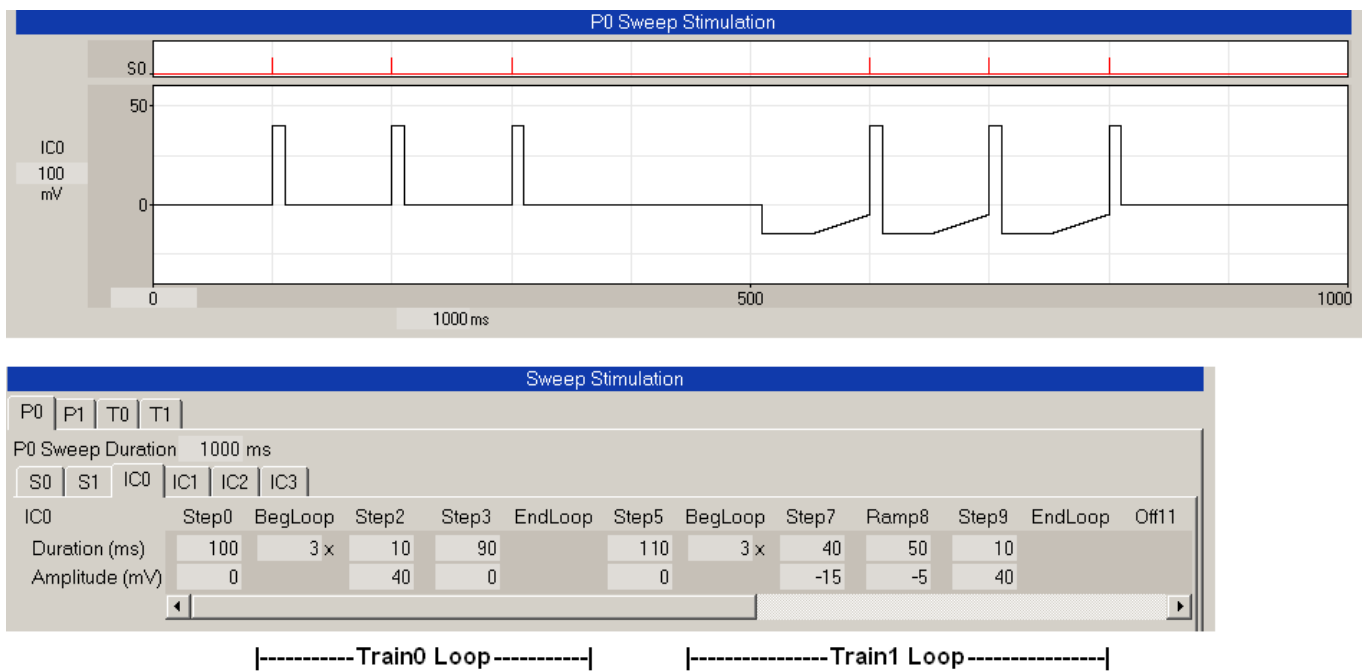 P0 Sweep Stimulation
S0
50
IC0
100
mV
0
0 500 1000
1000 ms
Sweep Stimulation
P0 P1 T0 T1
P0 Sweep Duration 1000 ms
S0 S1 IC0 IC1 IC2 IC3
IC0 Step0 BegLoop Step2 Step3 EndLoop Step5 BegLoop Step7 Ramp8 Step9 EndLoop Off11
Duration (ms) 100 3 x 10 90 110 3 x 40 50 10
Amplitude (mV) 0 40 0 0 -15 -5 40
|-----------Train0 Loop-----------| |----------------Train1 Loop----------------|